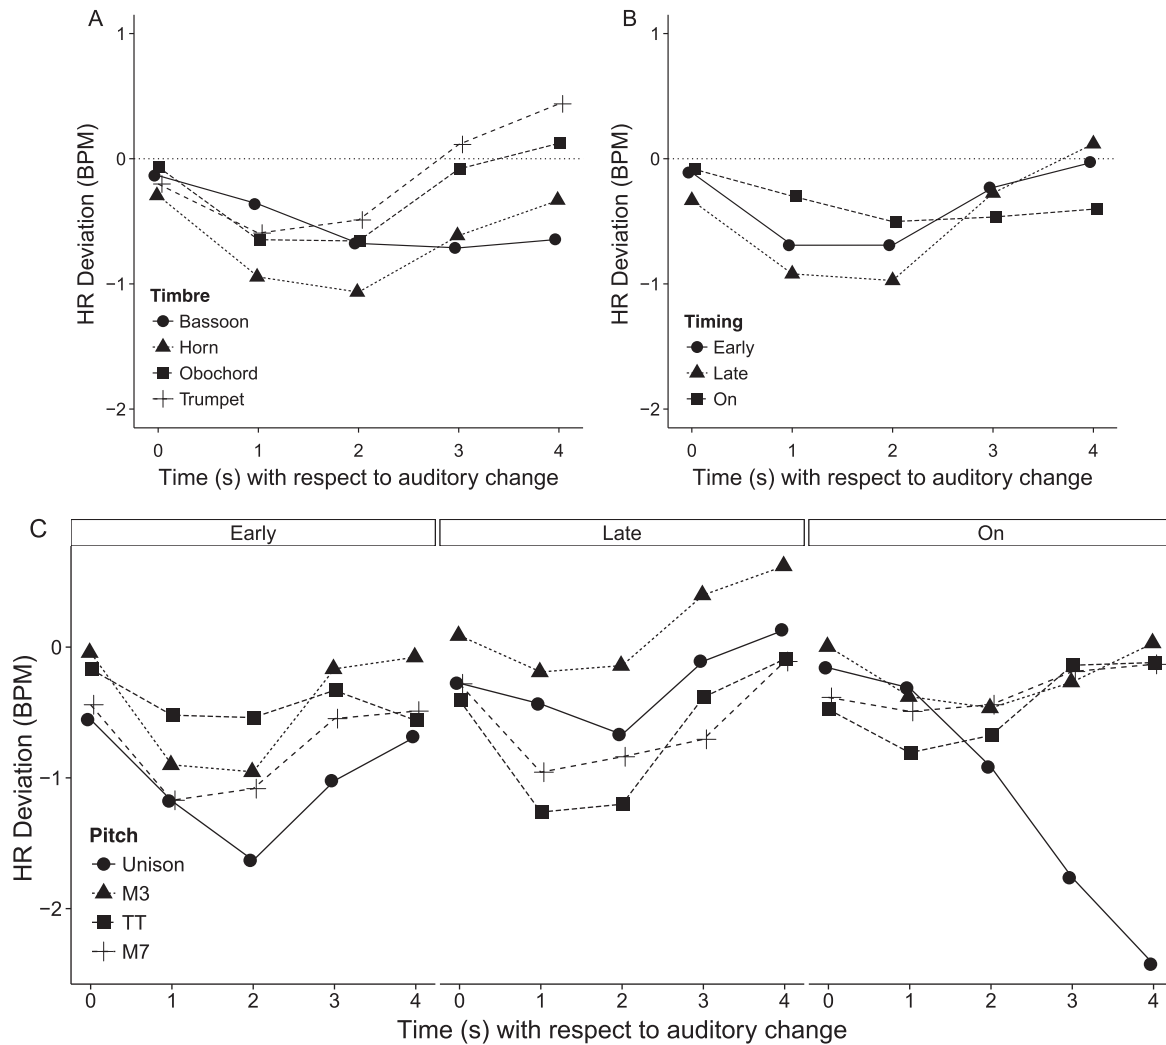 A
HR Deviation (BPM)
1
0
−1
−2
Timbre
Bassoon
Horn
Obochord
Trumpet
0 1 2 3 4
Time (s) with respect to auditory change
B
HR Deviation (BPM)
1
0
−1
−2
Timing
Early
Late
On
0 1 2 3 4
Time (s) with respect to auditory change
C
Early Late On
HR Deviation (BPM)
0
−1
−2
Pitch
Unison
M3
TT
M7
0 1 2 3 4 0 1 2 3 4 0 1 2 3 4
Time (s) with respect to auditory change